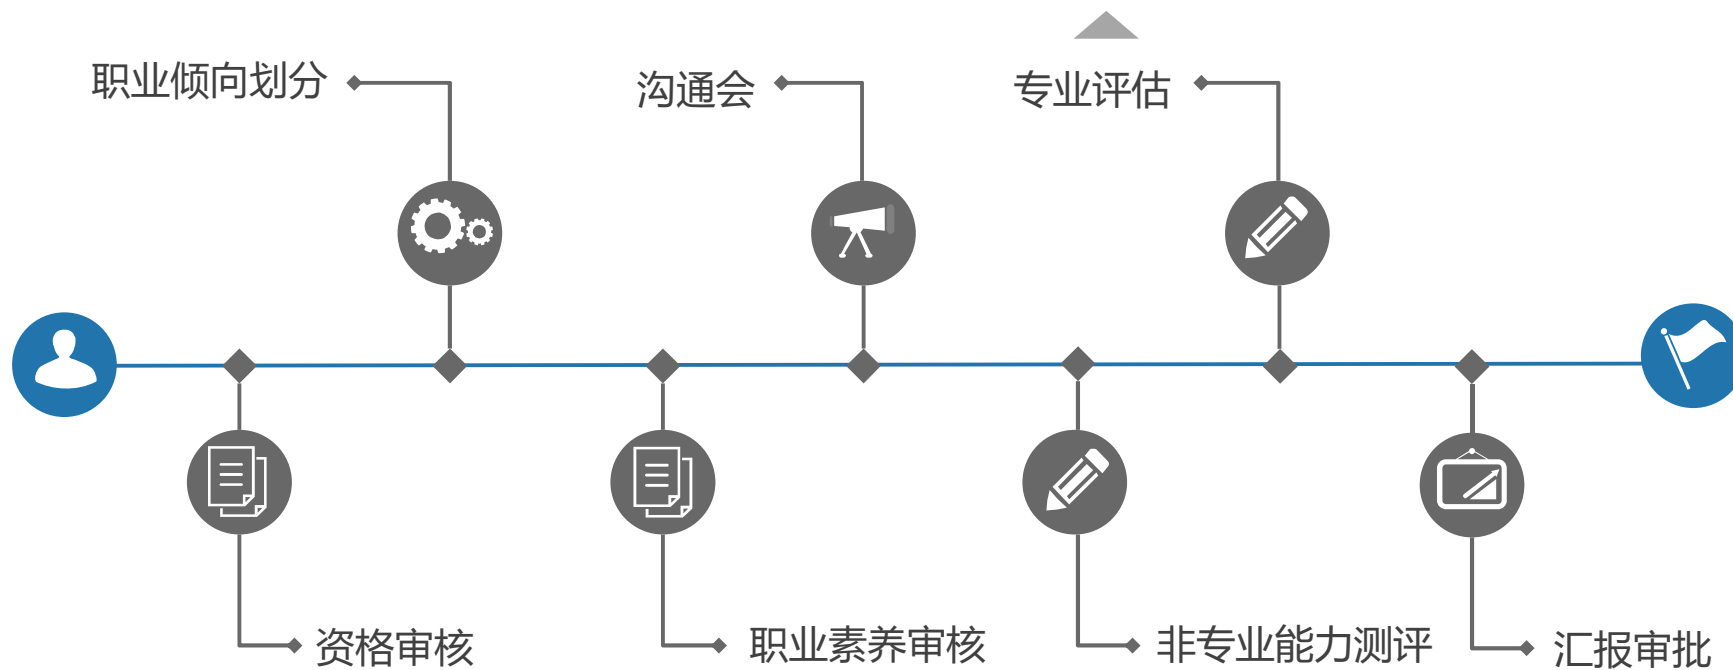 职业倾向划分
沟通会
专业评估
资格审核
职业素养审核
非专业能力测评
汇报审批